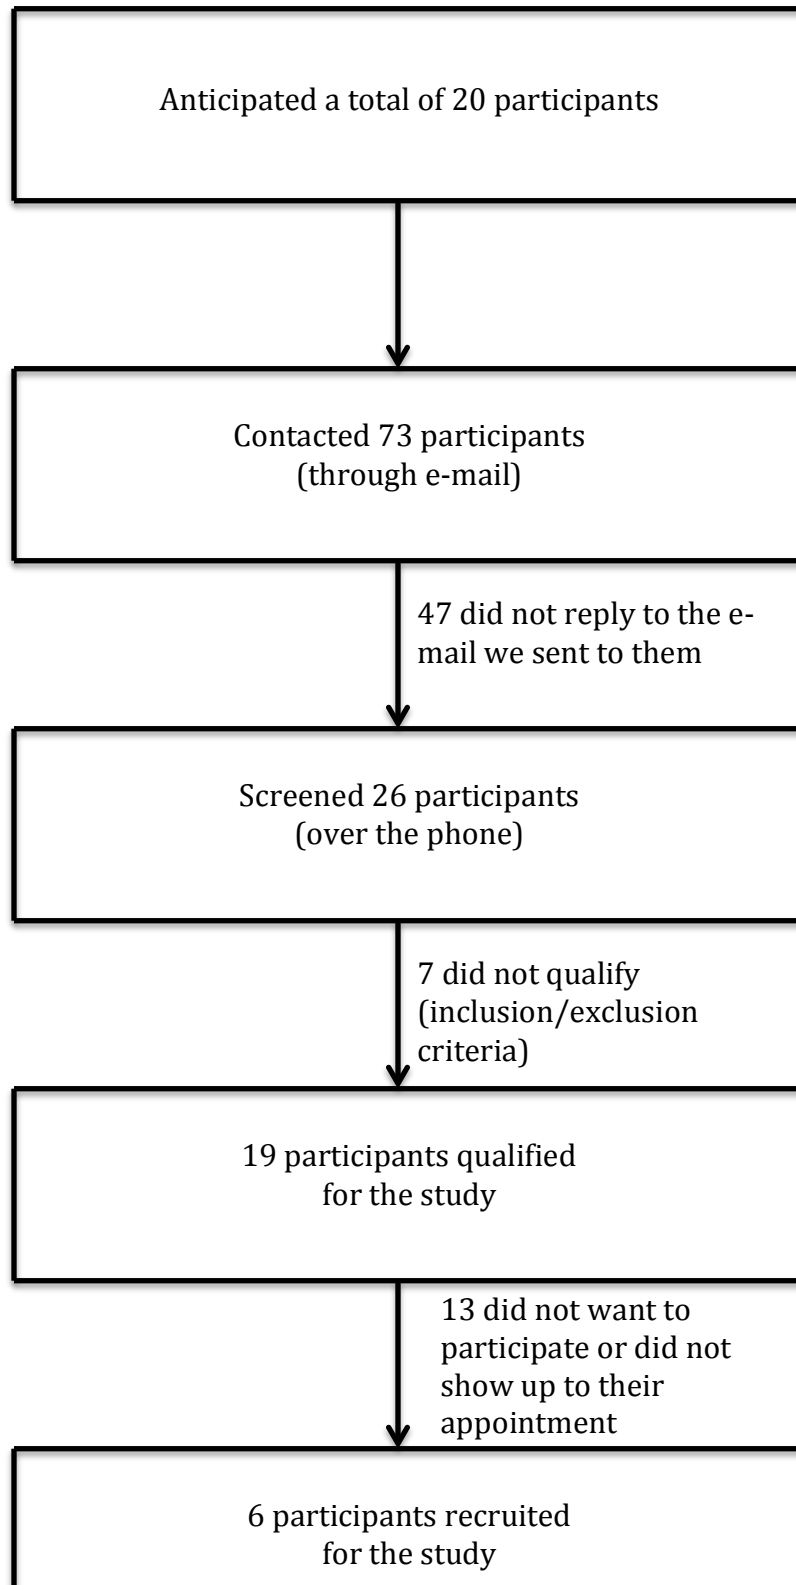 Anticipated a total of 20 participants
Contacted 73 participants
(through e-mail)
47 did not reply to the e-
mail we sent to them
Screened 26 participants
(over the phone)
7 did not qualify
(inclusion/exclusion
criteria)
19 participants qualified
for the study
13 did not want to
participate or did not
show up to their
appointment
6 participants recruited
for the study